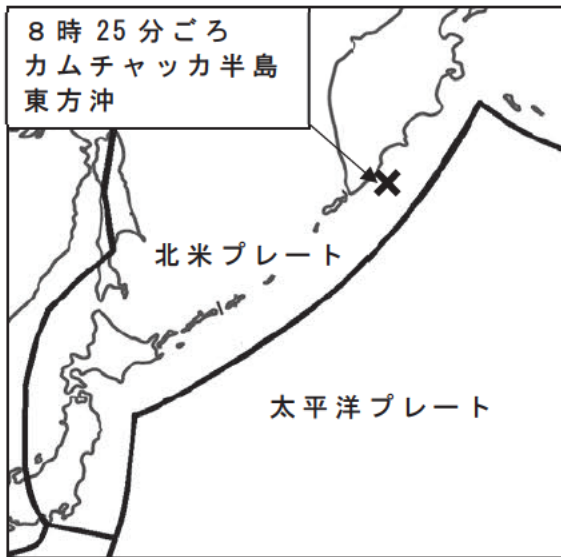 ８時25分ごろ
カムチャッカ半島
東方沖
北米プレート
太平洋プレート